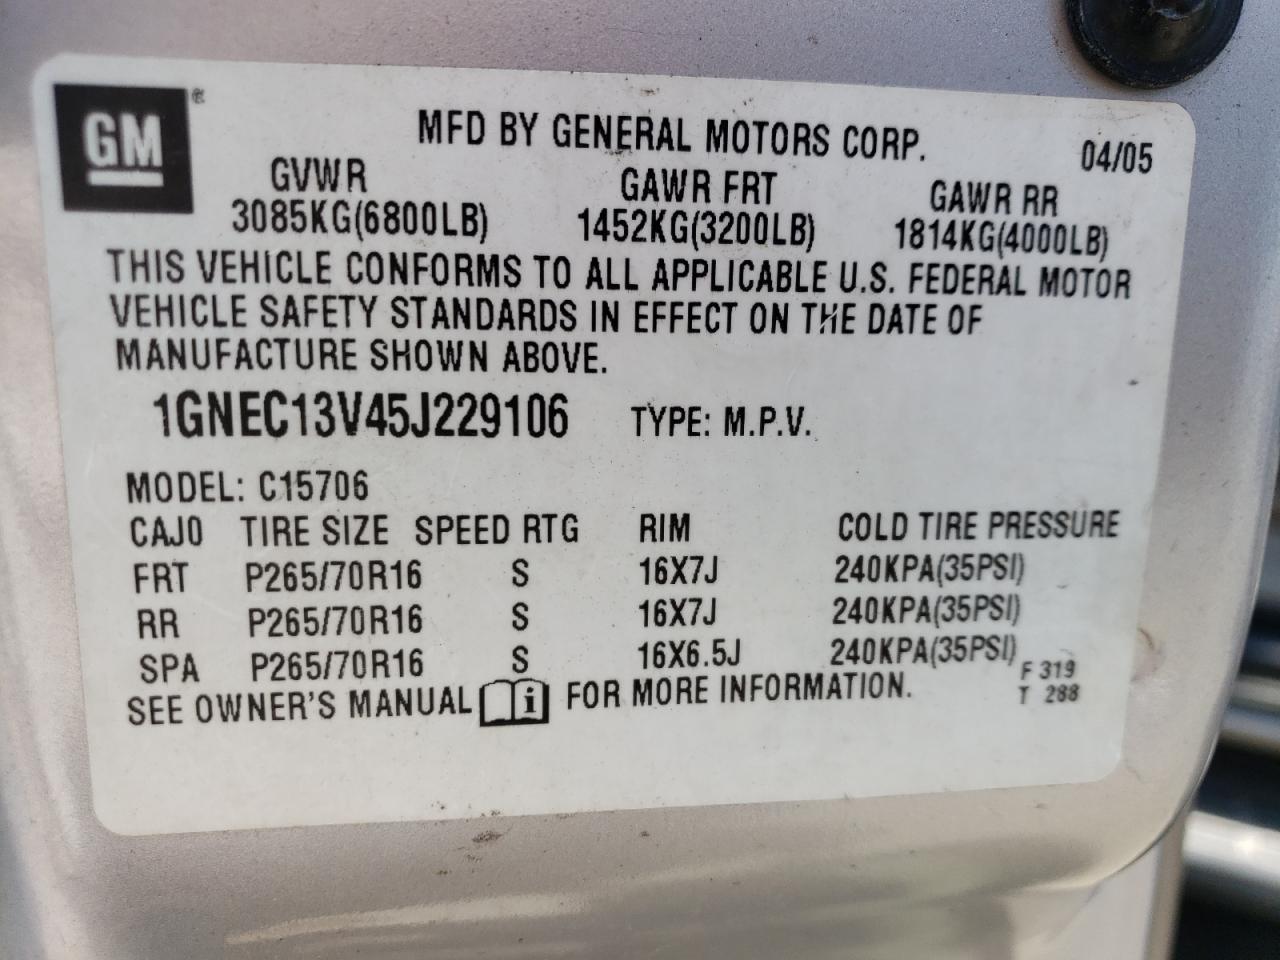 GM®
MFD BY GENERAL MOTORS CORP. 04/05
GVWR GAWR FRT GAWR RR
3085KG(6800LB) 1452KG(3200LB) 1814KG(4000LB)
THIS VEHICLE CONFORMS TO ALL APPLICABLE U.S. FEDERAL MOTOR
VEHICLE SAFETY STANDARDS IN EFFECT ON THE DATE OF
MANUFACTURE SHOWN ABOVE.
1GNEC13V45J229106 TYPE: M.P.V.
MODEL: C15706
CAJ0 TIRE SIZE SPEED RTG RIM COLD TIRE PRESSURE
FRT P265/70R16 S 16X7J 240KPA(35PSI)
RR P265/70R16 S 16X7J 240KPA(35PSI)
SPA P265/70R16 S 16X6.5J 240KPA(35PSI)
SEE OWNER'S MANUAL i FOR MORE INFORMATION.
F 319
T 288